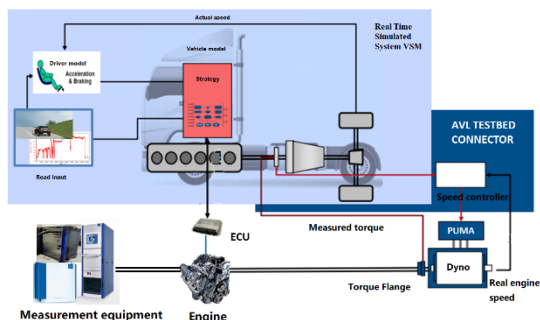 Actual speed
Real Time
Simulated
System VSM
Vehicle model
Driver model
Acceleration
& Braking
Strategy
Road input
AVL TESTBED
CONNECTOR
Speed controller
Measured torque
ECU
PUMA
Dyno
Torque Flange
Real engine
speed
Measurement equipment
Engine